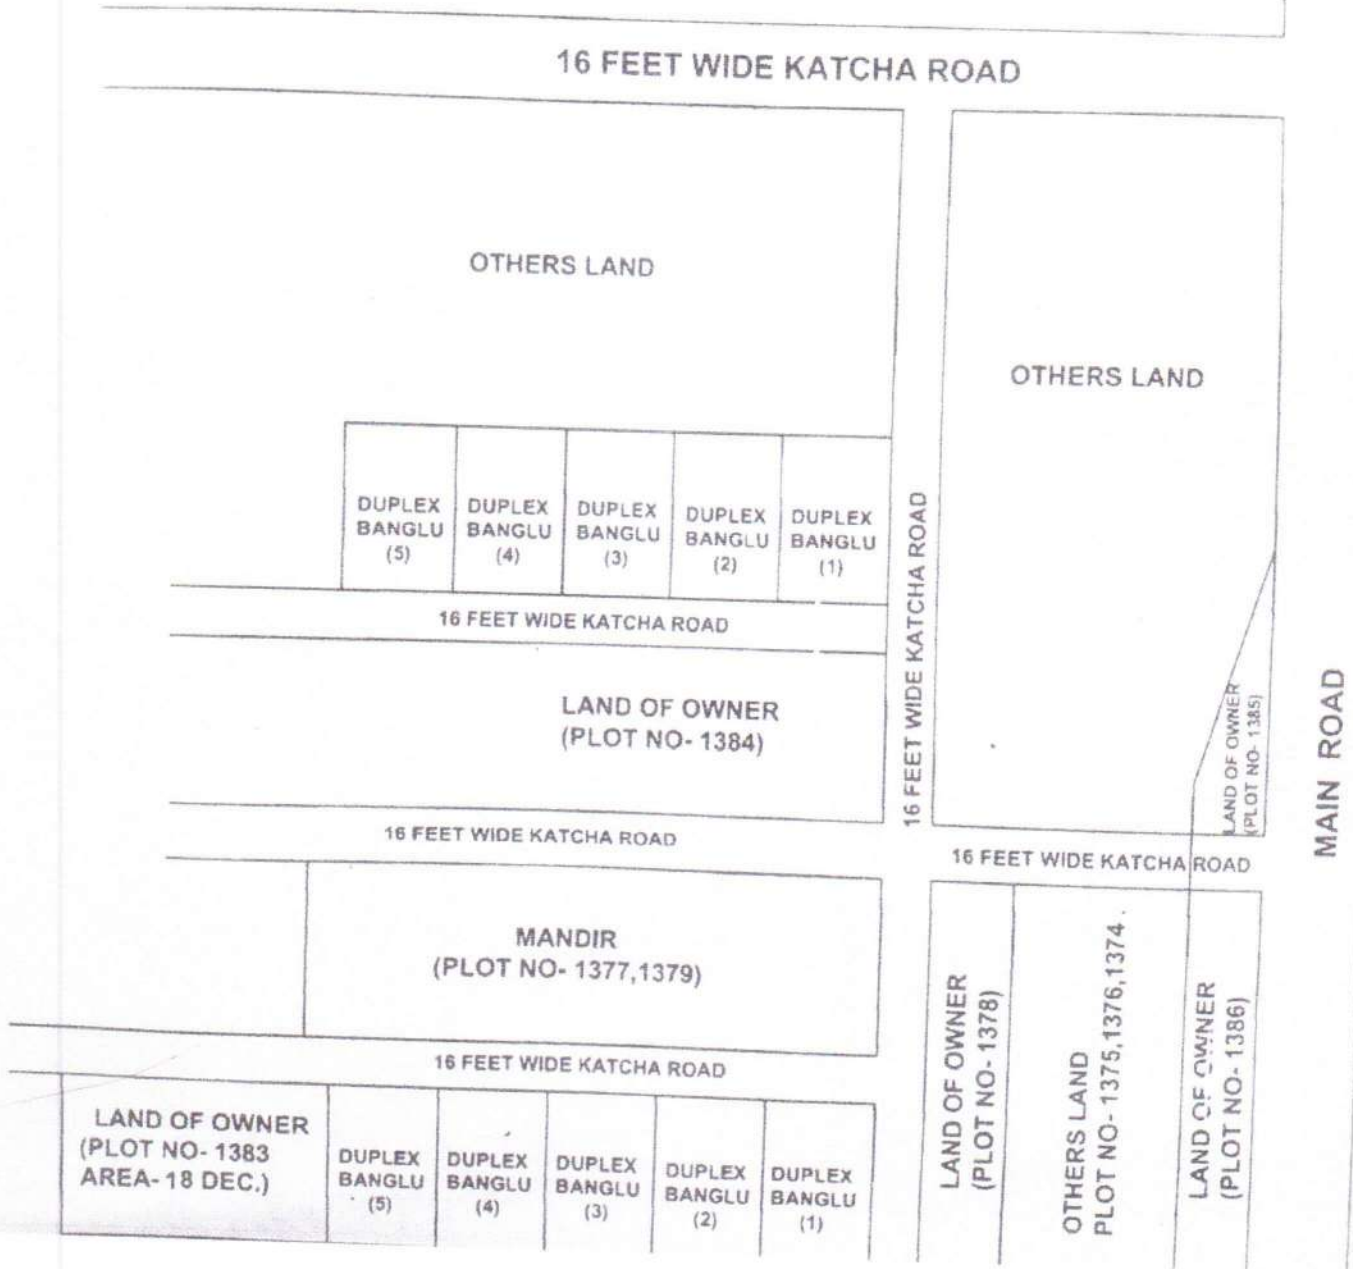 16 FEET WIDE KATCHA ROAD
OTHERS LAND
OTHERS LAND
DUPLEX
BANGLU
(5)
DUPLEX
BANGLU
(4)
DUPLEX
BANGLU
(3)
DUPLEX
BANGLU
(2)
DUPLEX
BANGLU
(1)
16 FEET WIDE KATCHA ROAD
16 FEET WIDE KATCHA ROAD
LAND OF OWNER
(PLOT NO- 1384)
LAND OF OWNER
(PLOT NO- 1385)
MAIN ROAD
16 FEET WIDE KATCHA ROAD
16 FEET WIDE KATCHA ROAD
MANDIR
(PLOT NO- 1377,1379)
LAND OF OWNER
(PLOT NO- 1378)
OTHERS LAND
PLOT NO- 1375,1376,1374.
LAND OF OWNER
(PLOT NO- 1386)
16 FEET WIDE KATCHA ROAD
LAND OF OWNER
(PLOT NO- 1383
AREA- 18 DEC.)
DUPLEX
BANGLU
(5)
DUPLEX
BANGLU
(4)
DUPLEX
BANGLU
(3)
DUPLEX
BANGLU
(2)
DUPLEX
BANGLU
(1)